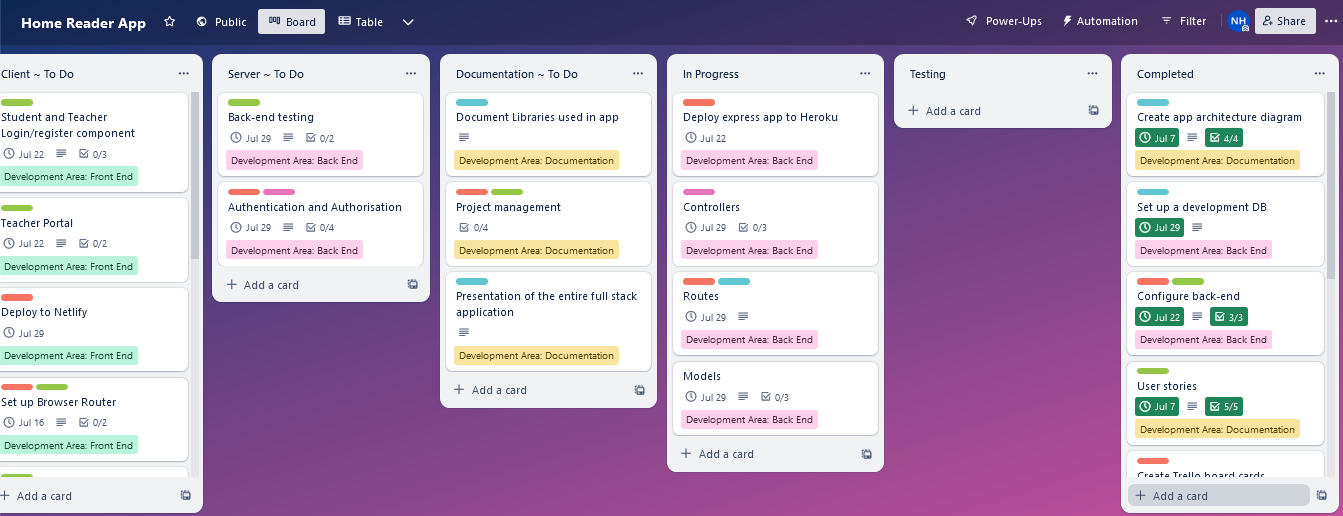 Home Reader App
Public
Board
Table
Power-Ups
Automation
Filter
NH
Share
Client ~ To Do
Student and Teacher
Login/register component
Jul 22
0/3
Development Area: Front End
Teacher Portal
Jul 22
0/2
Development Area: Front End
Deploy to Netlify
Jul 29
Development Area: Front End
Set up Browser Router
Jul 16
0/2
Development Area: Front End
Add a card
Server ~ To Do
Back-end testing
Jul 29
0/2
Development Area: Back End
Authentication and Authorisation
Jul 29
0/4
Development Area: Back End
Add a card
Documentation ~ To Do
Document Libraries used in app
Development Area: Documentation
Project management
0/4
Development Area: Documentation
Presentation of the entire full stack
application
Development Area: Documentation
Add a card
In Progress
Deploy express app to Heroku
Jul 22
Development Area: Back End
Controllers
Jul 29
0/3
Development Area: Back End
Routes
Jul 29
Development Area: Back End
Models
Jul 29
0/3
Development Area: Back End
Add a card
Testing
Add a card
Completed
Create app architecture diagram
Jul 7
4/4
Development Area: Documentation
Set up a development DB
Jul 29
Development Area: Back End
Configure back-end
Jul 22
3/3
Development Area: Back End
User stories
Jul 7
5/5
Development Area: Documentation
Create Trello board cards
Add a card